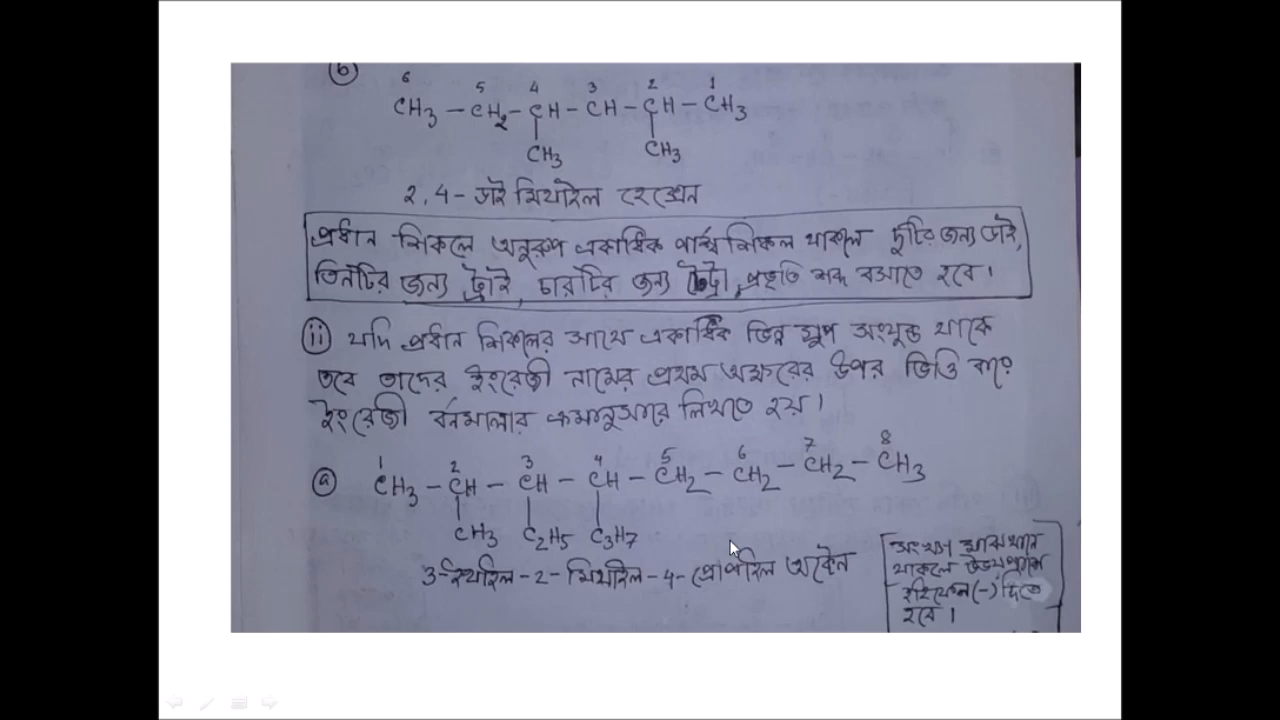 (b)
6 5 4 3 2 1
CH3 – CH2 – CH – CH – CH – CH3
CH3 CH3
2,4 - ডাই মিথাইল হেক্সেন
প্রধান শিকলে অনুরূপ একাধিক পার্শ্ব শিকল থাকলে দুটির জন্য ডাই,
তিনটির জন্য ট্রাই, চারটির জন্য টেট্রা, প্রভৃতি শব্দ বসাতে হবে।
(ii) যদি প্রধান শিকলের সাথে একাধিক ভিন্ন গ্রুপ সংযুক্ত থাকে
তবে তাদের ইংরেজী নামের প্রথম অক্ষরের উপর ভিত্তি করে
ইংরেজী বর্নমালার ক্রমানুসারে লিখতে হয়।
1 2 3 4 5 6 7 8
(a) CH3 – CH – CH – CH – CH2 – CH2 – CH2 – CH3
CH3 C2H5 C3H7
3-ইথাইল-2-মিথাইল-4-প্রোপাইল অকটেন
সংখ্যা মাঝখানে
থাকলে উভয়পাশে
হাইফেন(-) দিতে
হবে।